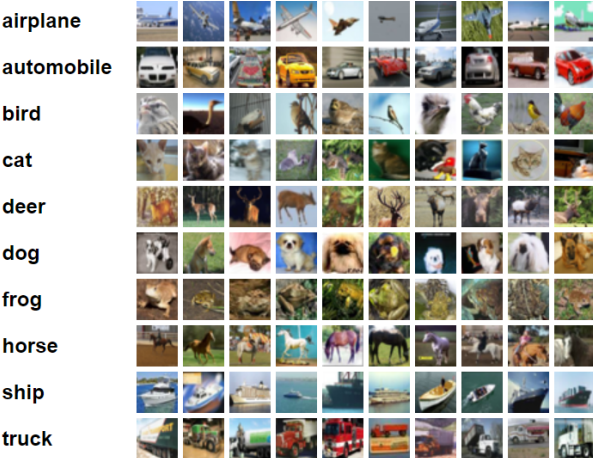 airplane
automobile
bird
cat
deer
dog
frog
horse
ship
truck